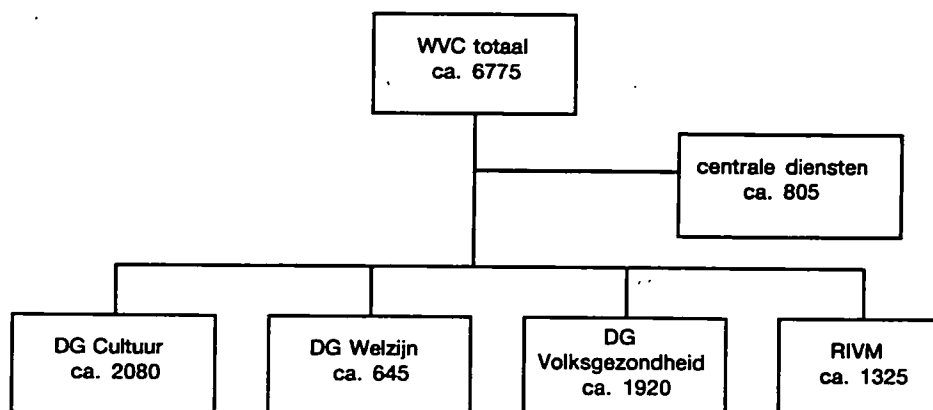 WVC totaal
ca. 6775
centrale diensten
ca. 805
DG Cultuur
ca. 2080
DG Welzijn
ca. 645
DG
Volksgezondheid
ca. 1920
RIVM
ca. 1325